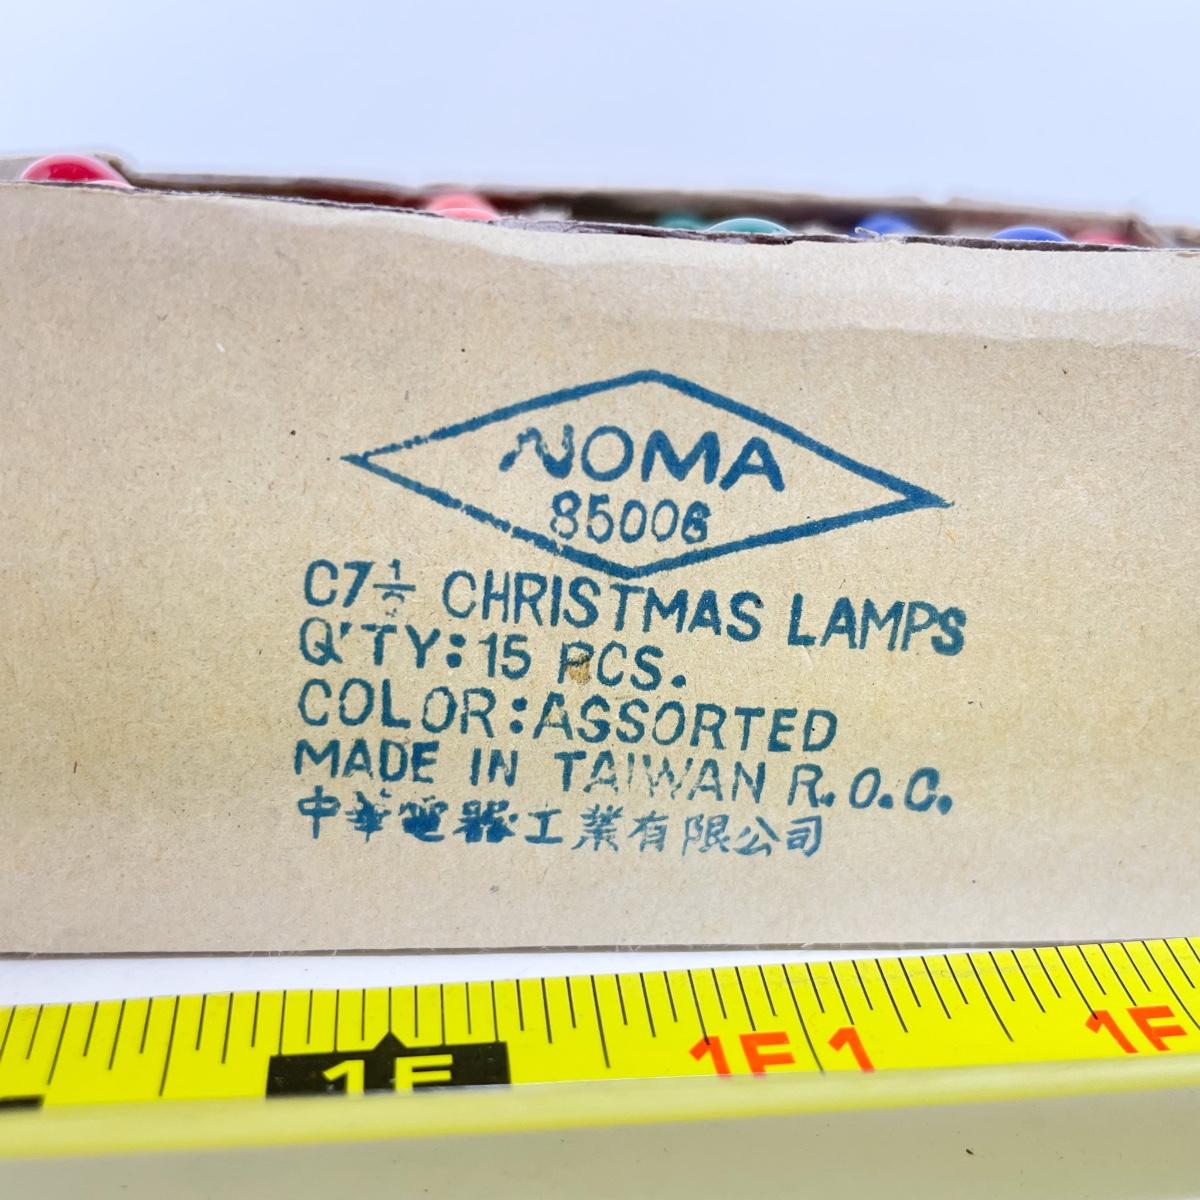 NOMA
85006
C7½ CHRISTMAS LAMPS
Q'TY: 15 PCS.
COLOR: ASSORTED
MADE IN TAIWAN R.O.C.
中華電器工業有限公司
1F
1F 1
1F